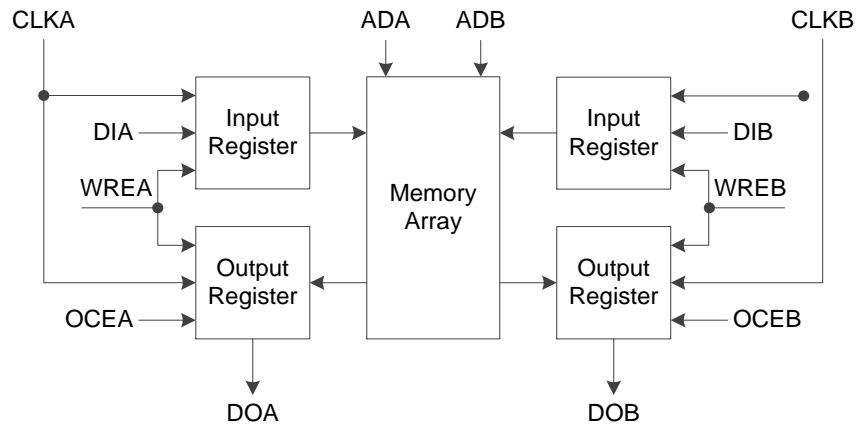 CLKA
ADA
ADB
CLKB
Input
Register
Input
Register
DIA
DIB
WREA
Memory
Array
WREB
Output
Register
Output
Register
OCEA
OCEB
DOA
DOB